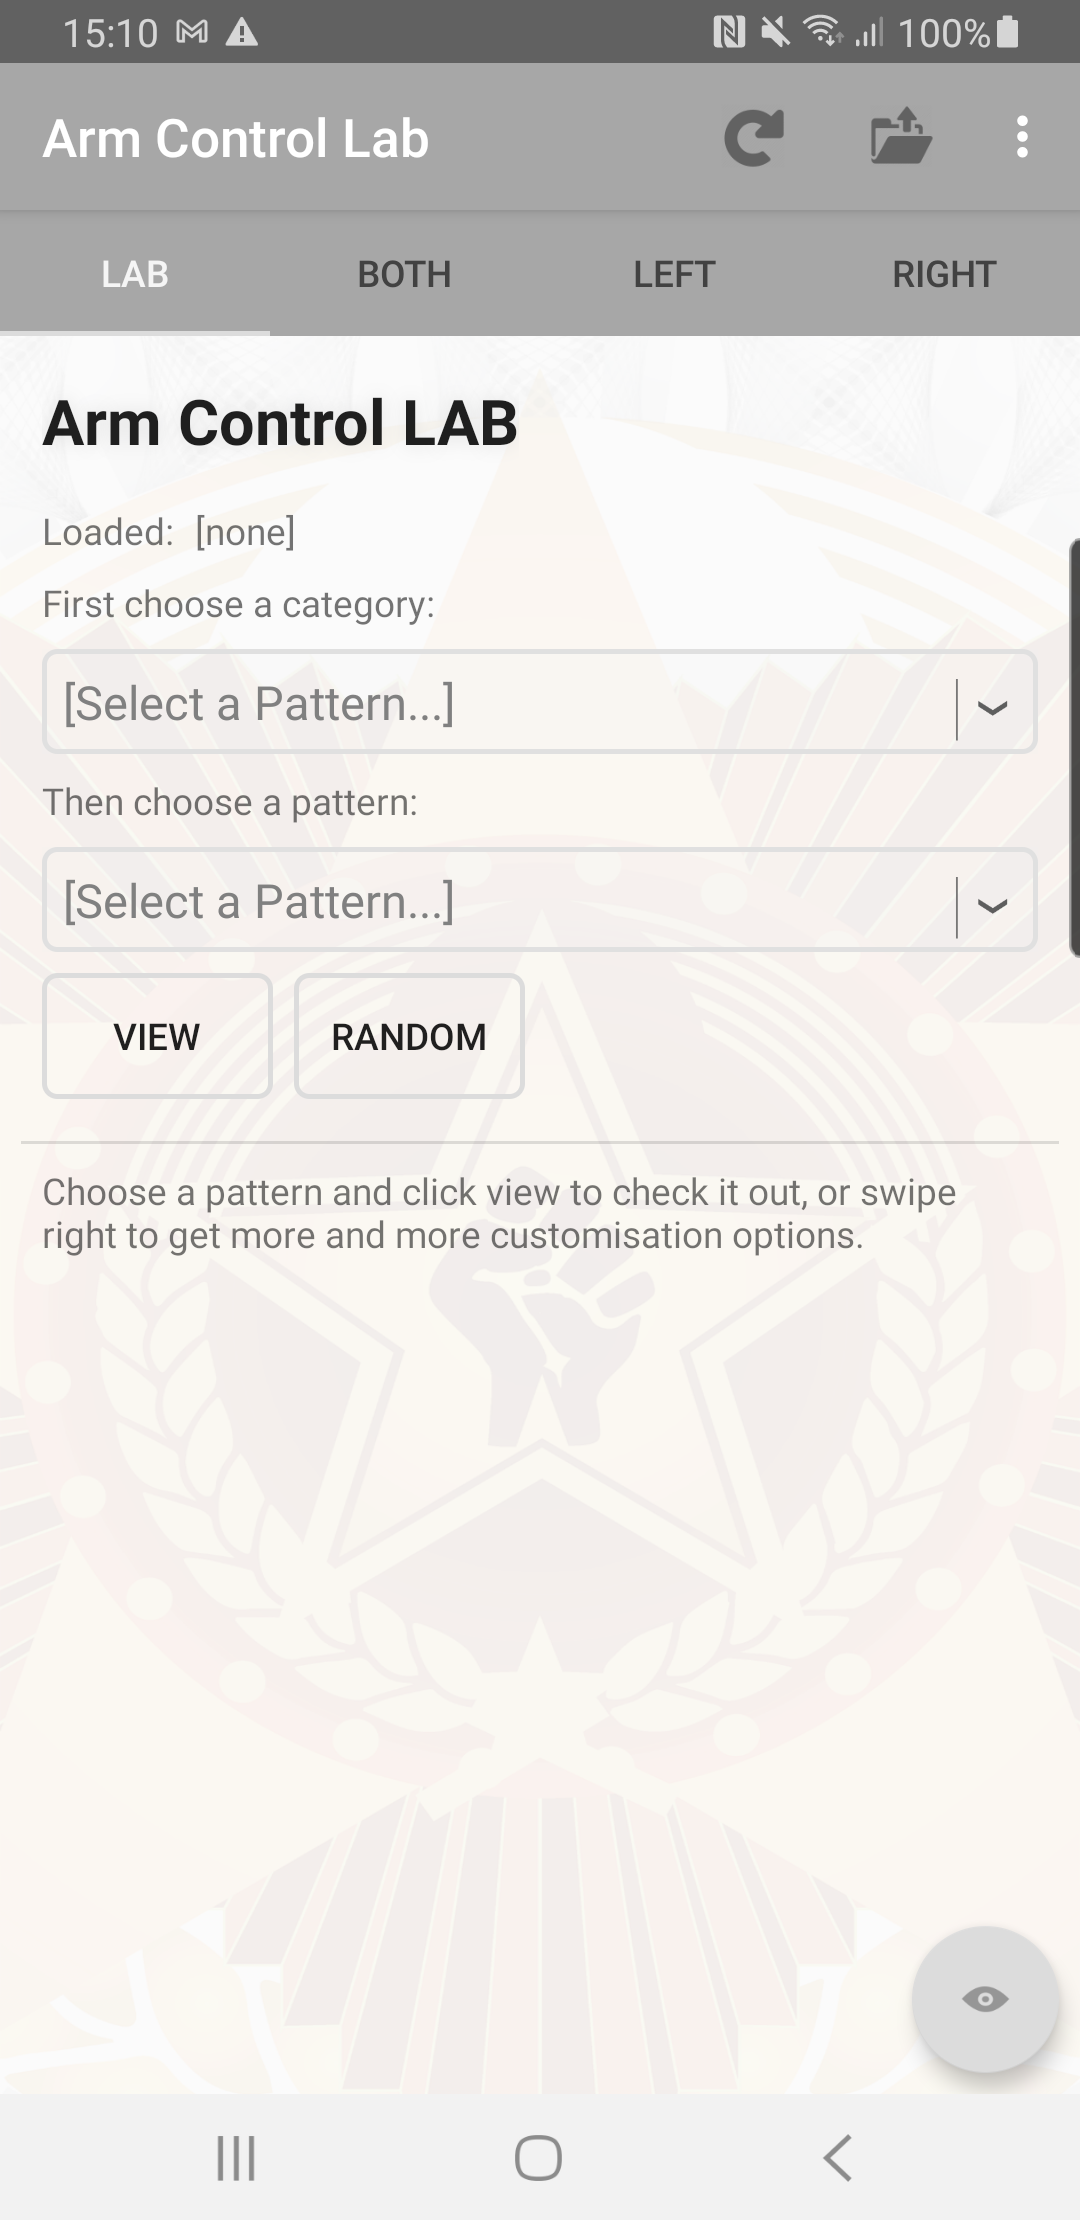 15:10 100%
Arm Control Lab
LAB BOTH LEFT RIGHT
Arm Control LAB
Loaded: [none]
First choose a category:
[Select a Pattern...]
Then choose a pattern:
[Select a Pattern...]
VIEW RANDOM
Choose a pattern and click view to check it out, or swipe
right to get more and more customisation options.